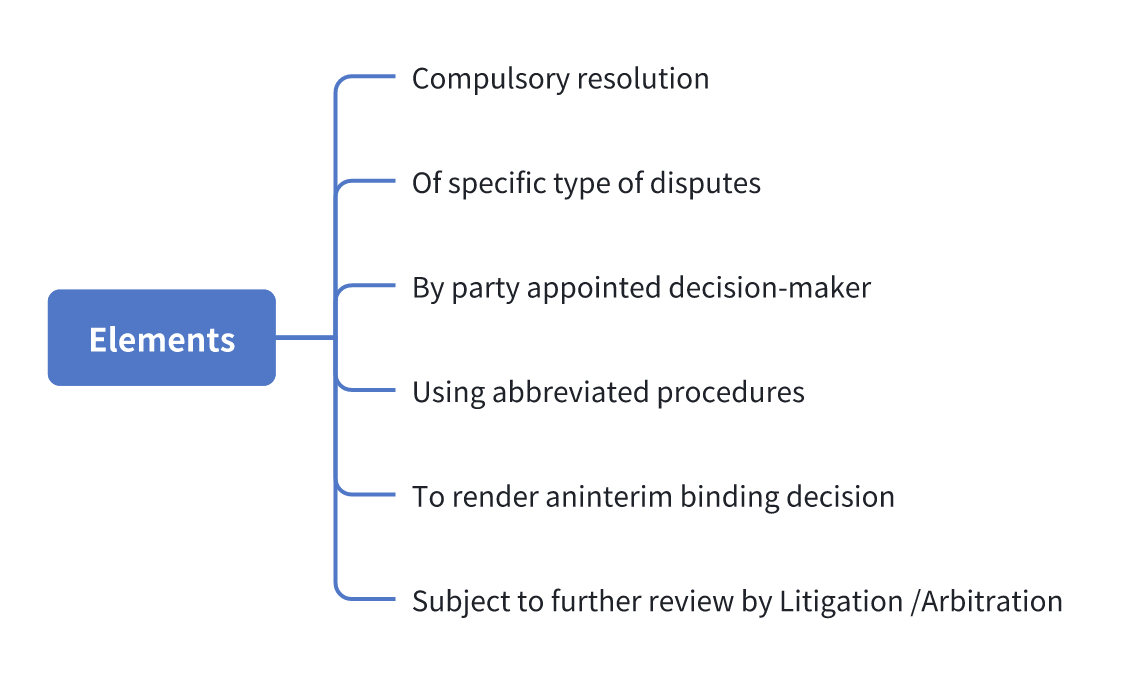 Elements
Compulsory resolution
Of specific type of disputes
By party appointed decision-maker
Using abbreviated procedures
To render aninterim binding decision
Subject to further review by Litigation /Arbitration